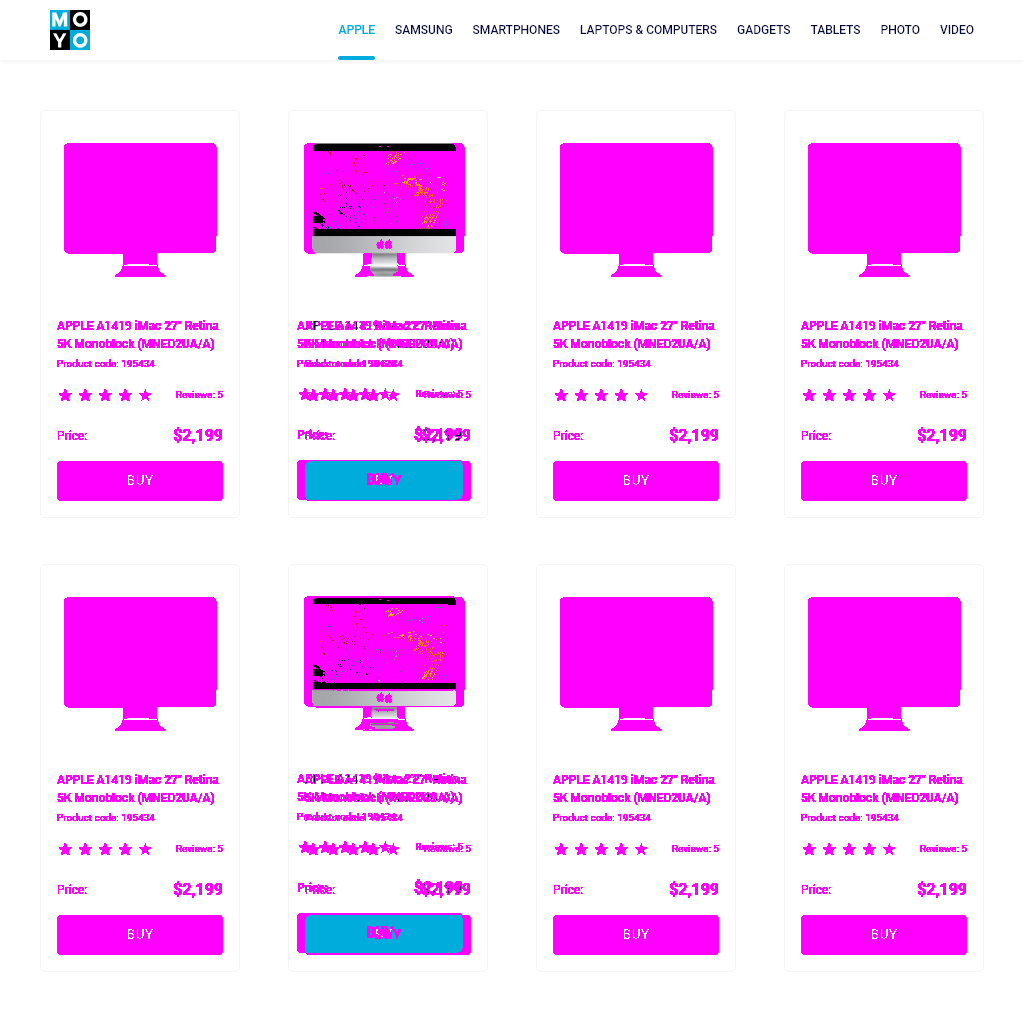 MOYO
APPLE SAMSUNG SMARTPHONES LAPTOPS & COMPUTERS GADGETS TABLETS PHOTO VIDEO
APPLE A1419 iMac 27" Retina
5K Monoblock (MNED2UA/A)
Product code: 195434
Reviews: 5
Price: $2,199
BUY
APPLE A1419 iMac 27" Retina
5K Monoblock (MNED2UA/A)
Product code: 195434
Reviews: 5
Price: $2,199
BUY
APPLE A1419 iMac 27" Retina
5K Monoblock (MNED2UA/A)
Product code: 195434
Reviews: 5
Price: $2,199
BUY
APPLE A1419 iMac 27" Retina
5K Monoblock (MNED2UA/A)
Product code: 195434
Reviews: 5
Price: $2,199
BUY
APPLE A1419 iMac 27" Retina
5K Monoblock (MNED2UA/A)
Product code: 195434
Reviews: 5
Price: $2,199
BUY
APPLE A1419 iMac 27" Retina
5K Monoblock (MNED2UA/A)
Product code: 195434
Reviews: 5
Price: $2,199
BUY
APPLE A1419 iMac 27" Retina
5K Monoblock (MNED2UA/A)
Product code: 195434
Reviews: 5
Price: $2,199
BUY
APPLE A1419 iMac 27" Retina
5K Monoblock (MNED2UA/A)
Product code: 195434
Reviews: 5
Price: $2,199
BUY